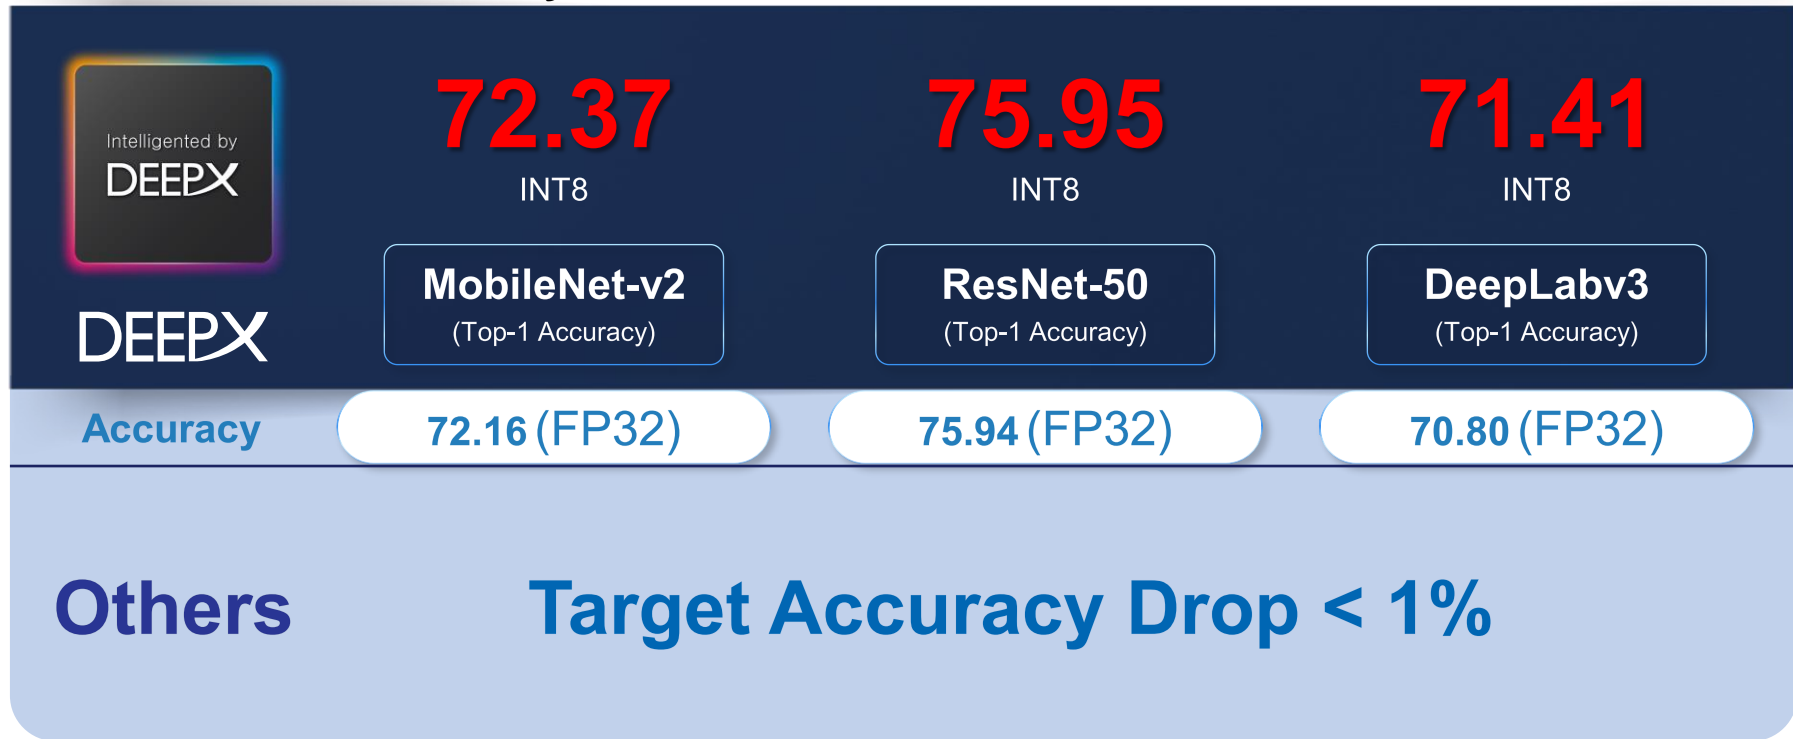 Intelligented by
DEEPX
DEEPX
72.37
INT8
MobileNet-v2
(Top-1 Accuracy)
75.95
INT8
ResNet-50
(Top-1 Accuracy)
71.41
INT8
DeepLabv3
(Top-1 Accuracy)
Accuracy
72.16 (FP32)
75.94 (FP32)
70.80 (FP32)
Others
Target Accuracy Drop < 1%